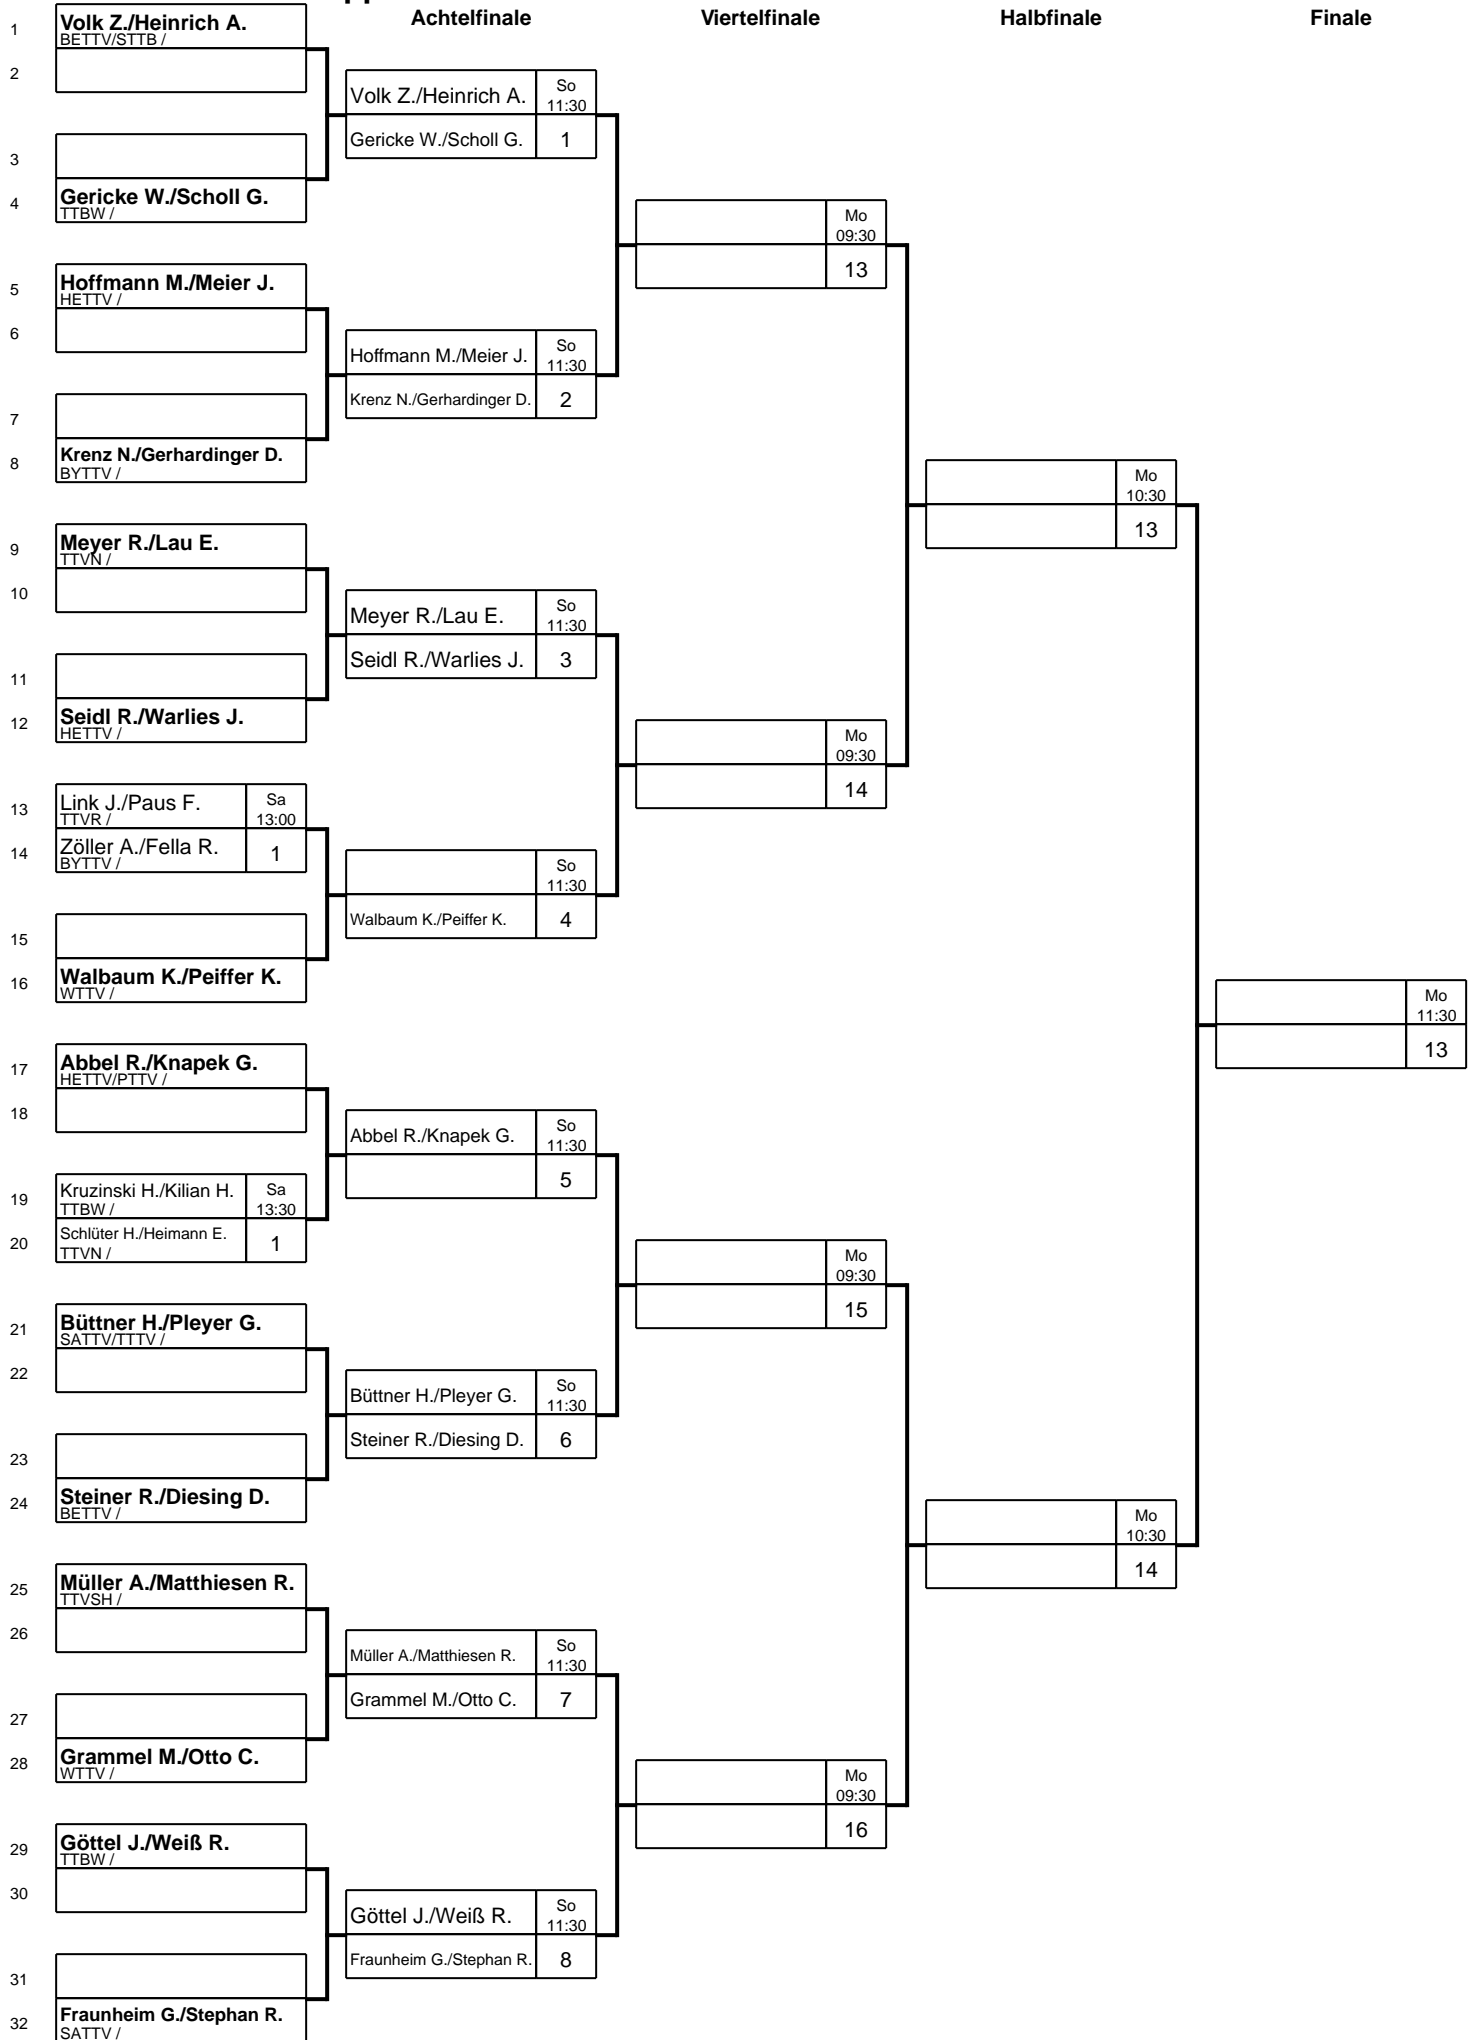 pp
Achtelfinale Viertelfinale Halbfinale Finale
1 Volk Z./Heinrich A.
BETTV/STTB /
2
Volk Z./Heinrich A. So
11:30
Gericke W./Scholl G. 1
3
4 Gericke W./Scholl G.
TTBW /
Mo
09:30
13
5 Hoffmann M./Meier J.
HETTV /
6
Hoffmann M./Meier J. So
11:30
Krenz N./Gerhardinger D. 2
7
8 Krenz N./Gerhardinger D.
BYTTV /
Mo
10:30
13
9 Meyer R./Lau E.
TTVN /
10
Meyer R./Lau E. So
11:30
Seidl R./Warlies J. 3
11
12 Seidl R./Warlies J.
HETTV /
Mo
09:30
14
13 Link J./Paus F. Sa
TTVR / 13:00
14 Zöller A./Fella R. 1
BYTTV /
So
11:30
Walbaum K./Peiffer K. 4
15
16 Walbaum K./Peiffer K.
WTTV /
Mo
11:30
13
17 Abbel R./Knapek G.
HETTV/PTTV /
18
Abbel R./Knapek G. So
11:30
5
19 Kruzinski H./Kilian H. Sa
TTBW / 13:30
20 Schlüter H./Heimann E. 1
TTVN /
Mo
09:30
15
21 Büttner H./Pleyer G.
SATTV/TTTV /
22
Büttner H./Pleyer G. So
11:30
Steiner R./Diesing D. 6
23
24 Steiner R./Diesing D.
BETTV /
Mo
10:30
14
25 Müller A./Matthiesen R.
TTVSH /
26
Müller A./Matthiesen R. So
11:30
Grammel M./Otto C. 7
27
28 Grammel M./Otto C.
WTTV /
Mo
09:30
16
29 Göttel J./Weiß R.
TTBW /
30
Göttel J./Weiß R. So
11:30
Fraunheim G./Stephan R. 8
31
32 Fraunheim G./Stephan R.
SATTV /